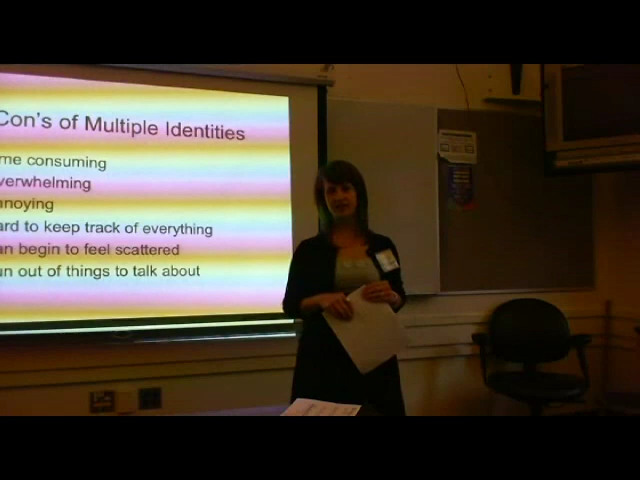 Con's of Multiple Identities
me consuming
verwhelming
nnoying
ard to keep track of everything
an begin to feel scattered
un out of things to talk about